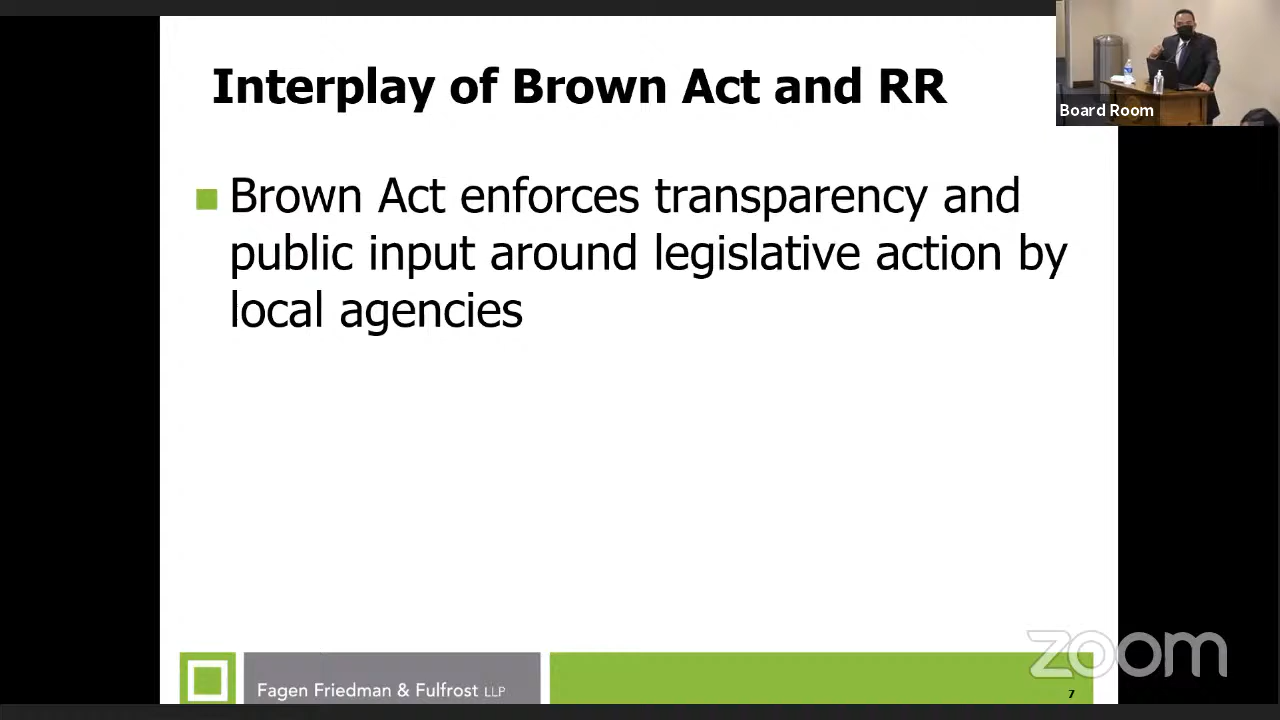 Interplay of Brown Act and RR
Board Room
Brown Act enforces transparency and
public input around legislative action by
local agencies
zoom
Fagen Friedman & Fulfrost LLP
7